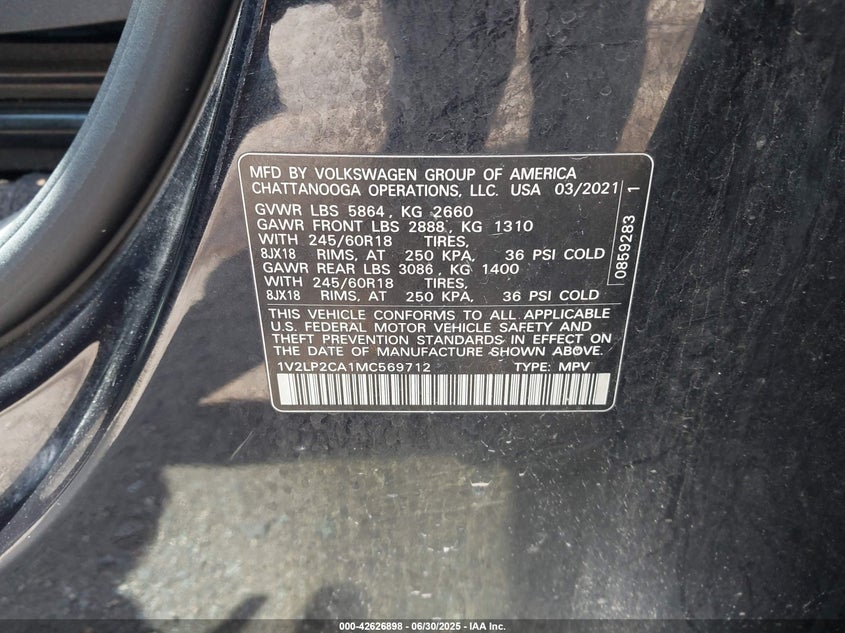 MFD BY VOLKSWAGEN GROUP OF AMERICA
CHATTANOOGA OPERATIONS, LLC. USA 03/2021
GVWR LBS 5864, KG 2660
GAWR FRONT LBS 2888, KG 1310
WITH 245/60R18 TIRES,
8JX18 RIMS, AT 250 KPA, 36 PSI COLD
GAWR REAR LBS 3086, KG 1400
WITH 245/60R18 TIRES,
8JX18 RIMS, AT 250 KPA, 36 PSI COLD
THIS VEHICLE CONFORMS TO ALL APPLICABLE
U.S. FEDERAL MOTOR VEHICLE SAFETY AND
THEFT PREVENTION STANDARDS IN EFFECT ON
THE DATE OF MANUFACTURE SHOWN ABOVE.
1V2LP2CA1MC569712 TYPE: MPV
0859283 1
000-42626898 - 06/30/2025 - IAA Inc.